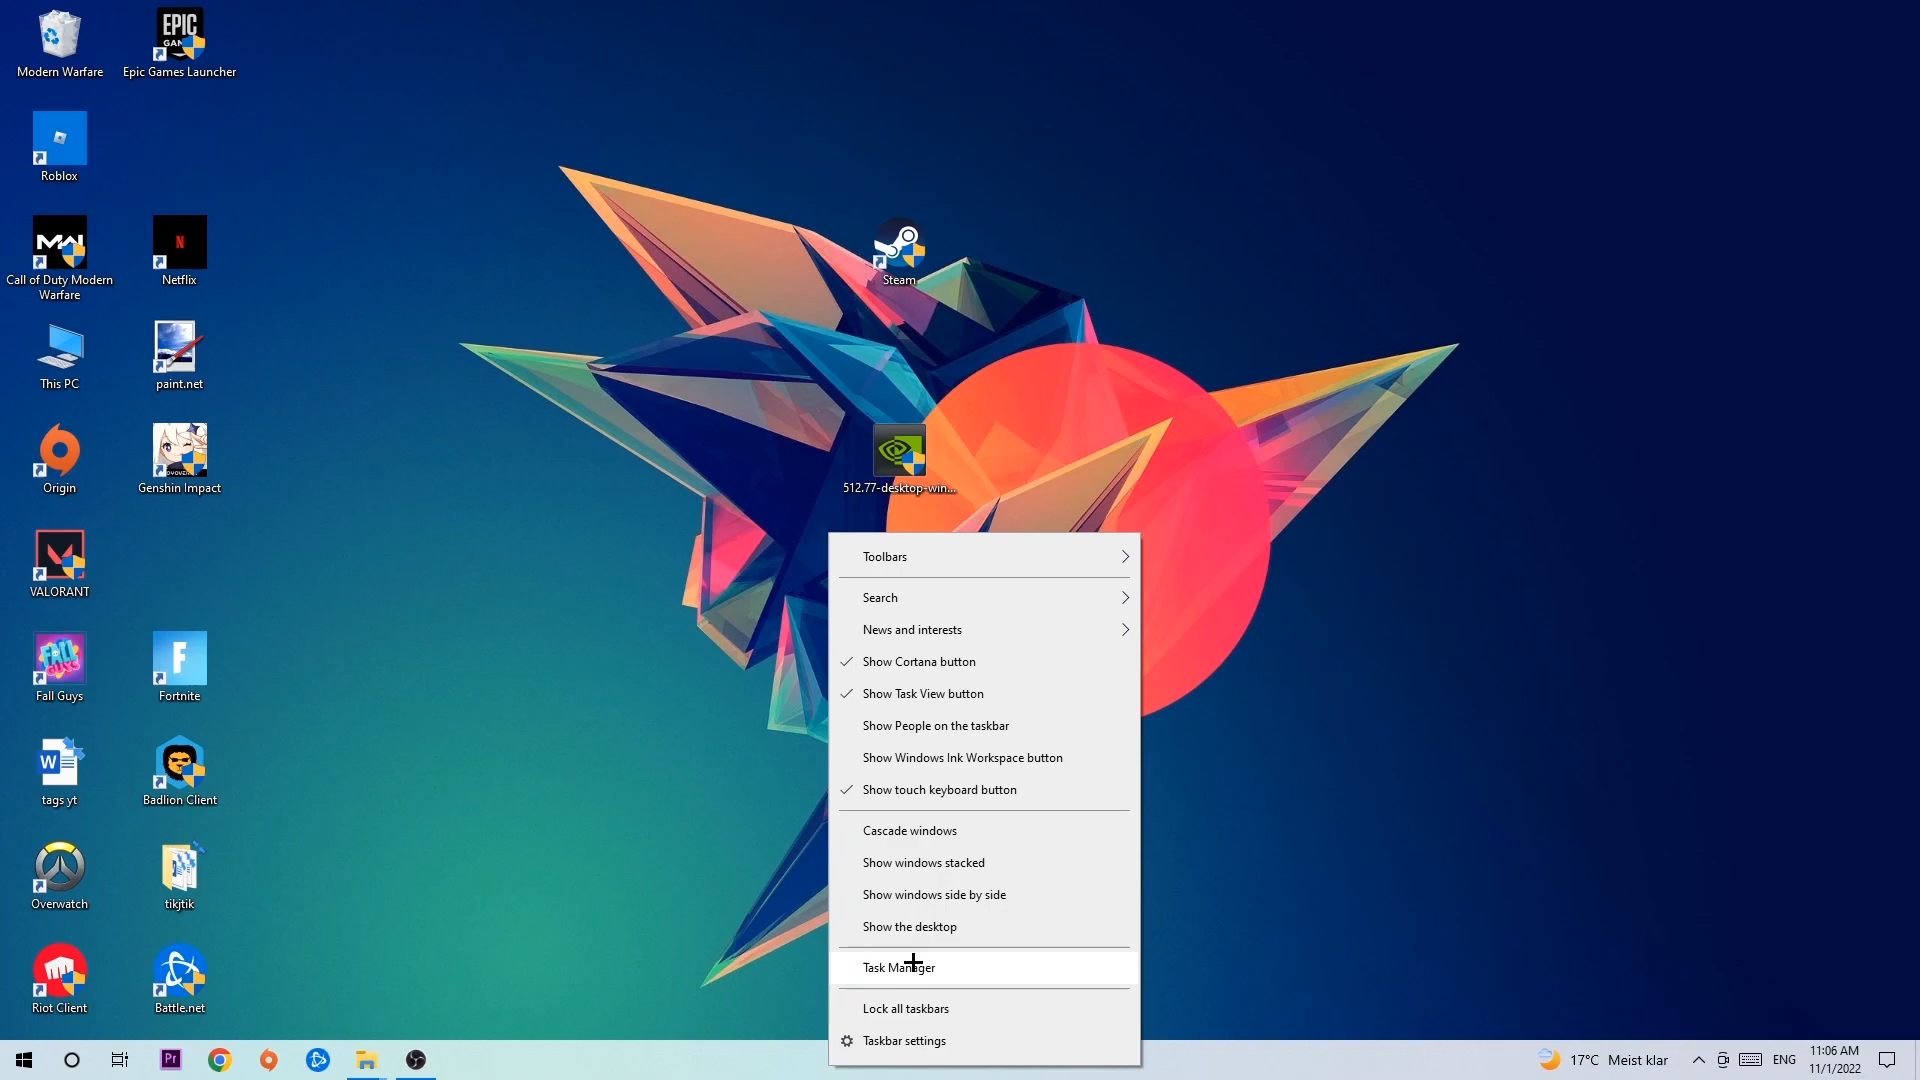 Modern Warfare
EPIC
GAMES
Epic Games Launcher
Roblox
MW
Call of Duty Modern
Warfare
N
Netflix
Steam
This PC
paint.net
Origin
Genshin Impact
512.77-desktop-win...
VALORANT
FALL
GUYS
Fall Guys
F
Fortnite
W
tags yt
Badlion Client
Overwatch
tikjtik
Riot Client
Battle.net
Toolbars
Search
News and interests
Show Cortana button
Show Task View button
Show People on the taskbar
Show Windows Ink Workspace button
Show touch keyboard button
Cascade windows
Show windows stacked
Show windows side by side
Show the desktop
Task Manager
Lock all taskbars
Taskbar settings
Pr
17°C Meist klar
ENG
11:06 AM
11/1/2022